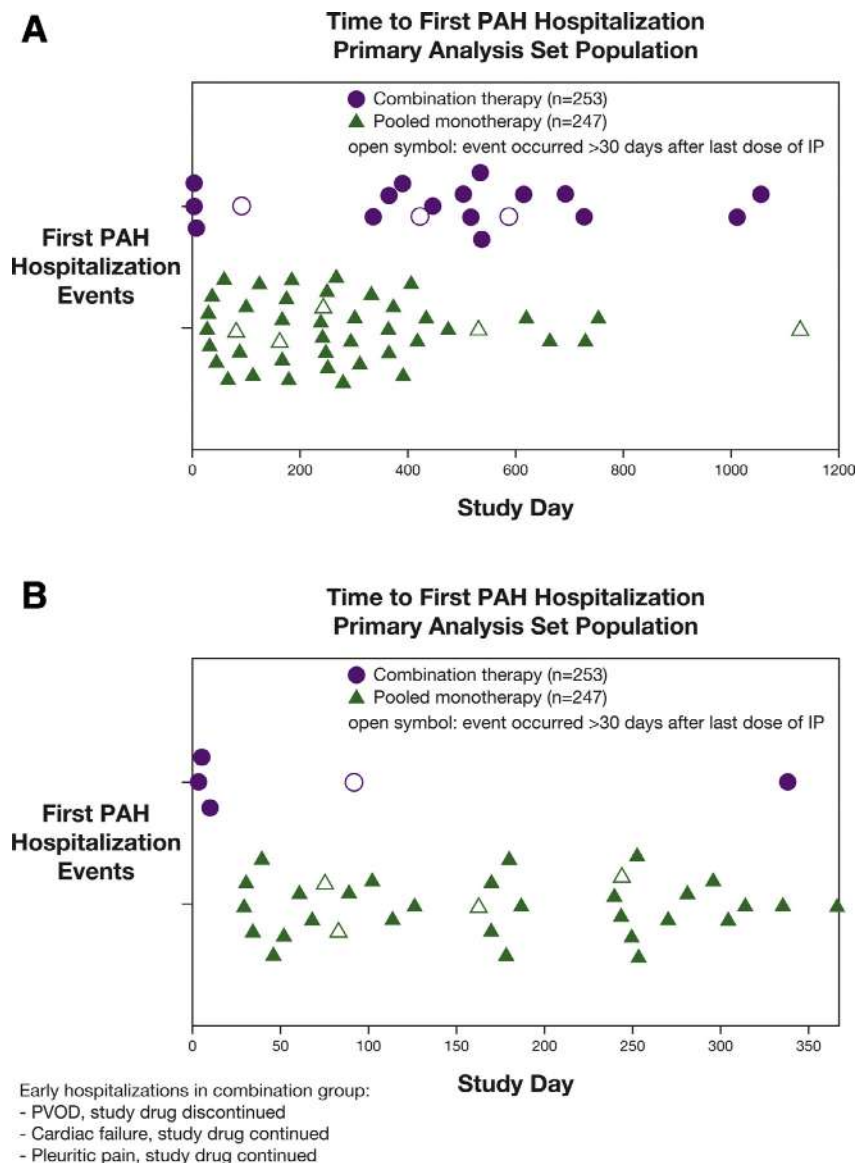 A
Time to First PAH Hospitalization
Primary Analysis Set Population
Combination therapy (n=253)
Pooled monotherapy (n=247)
open symbol: event occurred >30 days after last dose of IP
First PAH
Hospitalization
Events
0 200 400 600 800 1000 1200
Study Day
B
Time to First PAH Hospitalization
Primary Analysis Set Population
Combination therapy (n=253)
Pooled monotherapy (n=247)
open symbol: event occurred >30 days after last dose of IP
First PAH
Hospitalization
Events
0 50 100 150 200 250 300 350
Study Day
Early hospitalizations in combination group:
- PVOD, study drug discontinued
- Cardiac failure, study drug continued
- Pleuritic pain, study drug continued